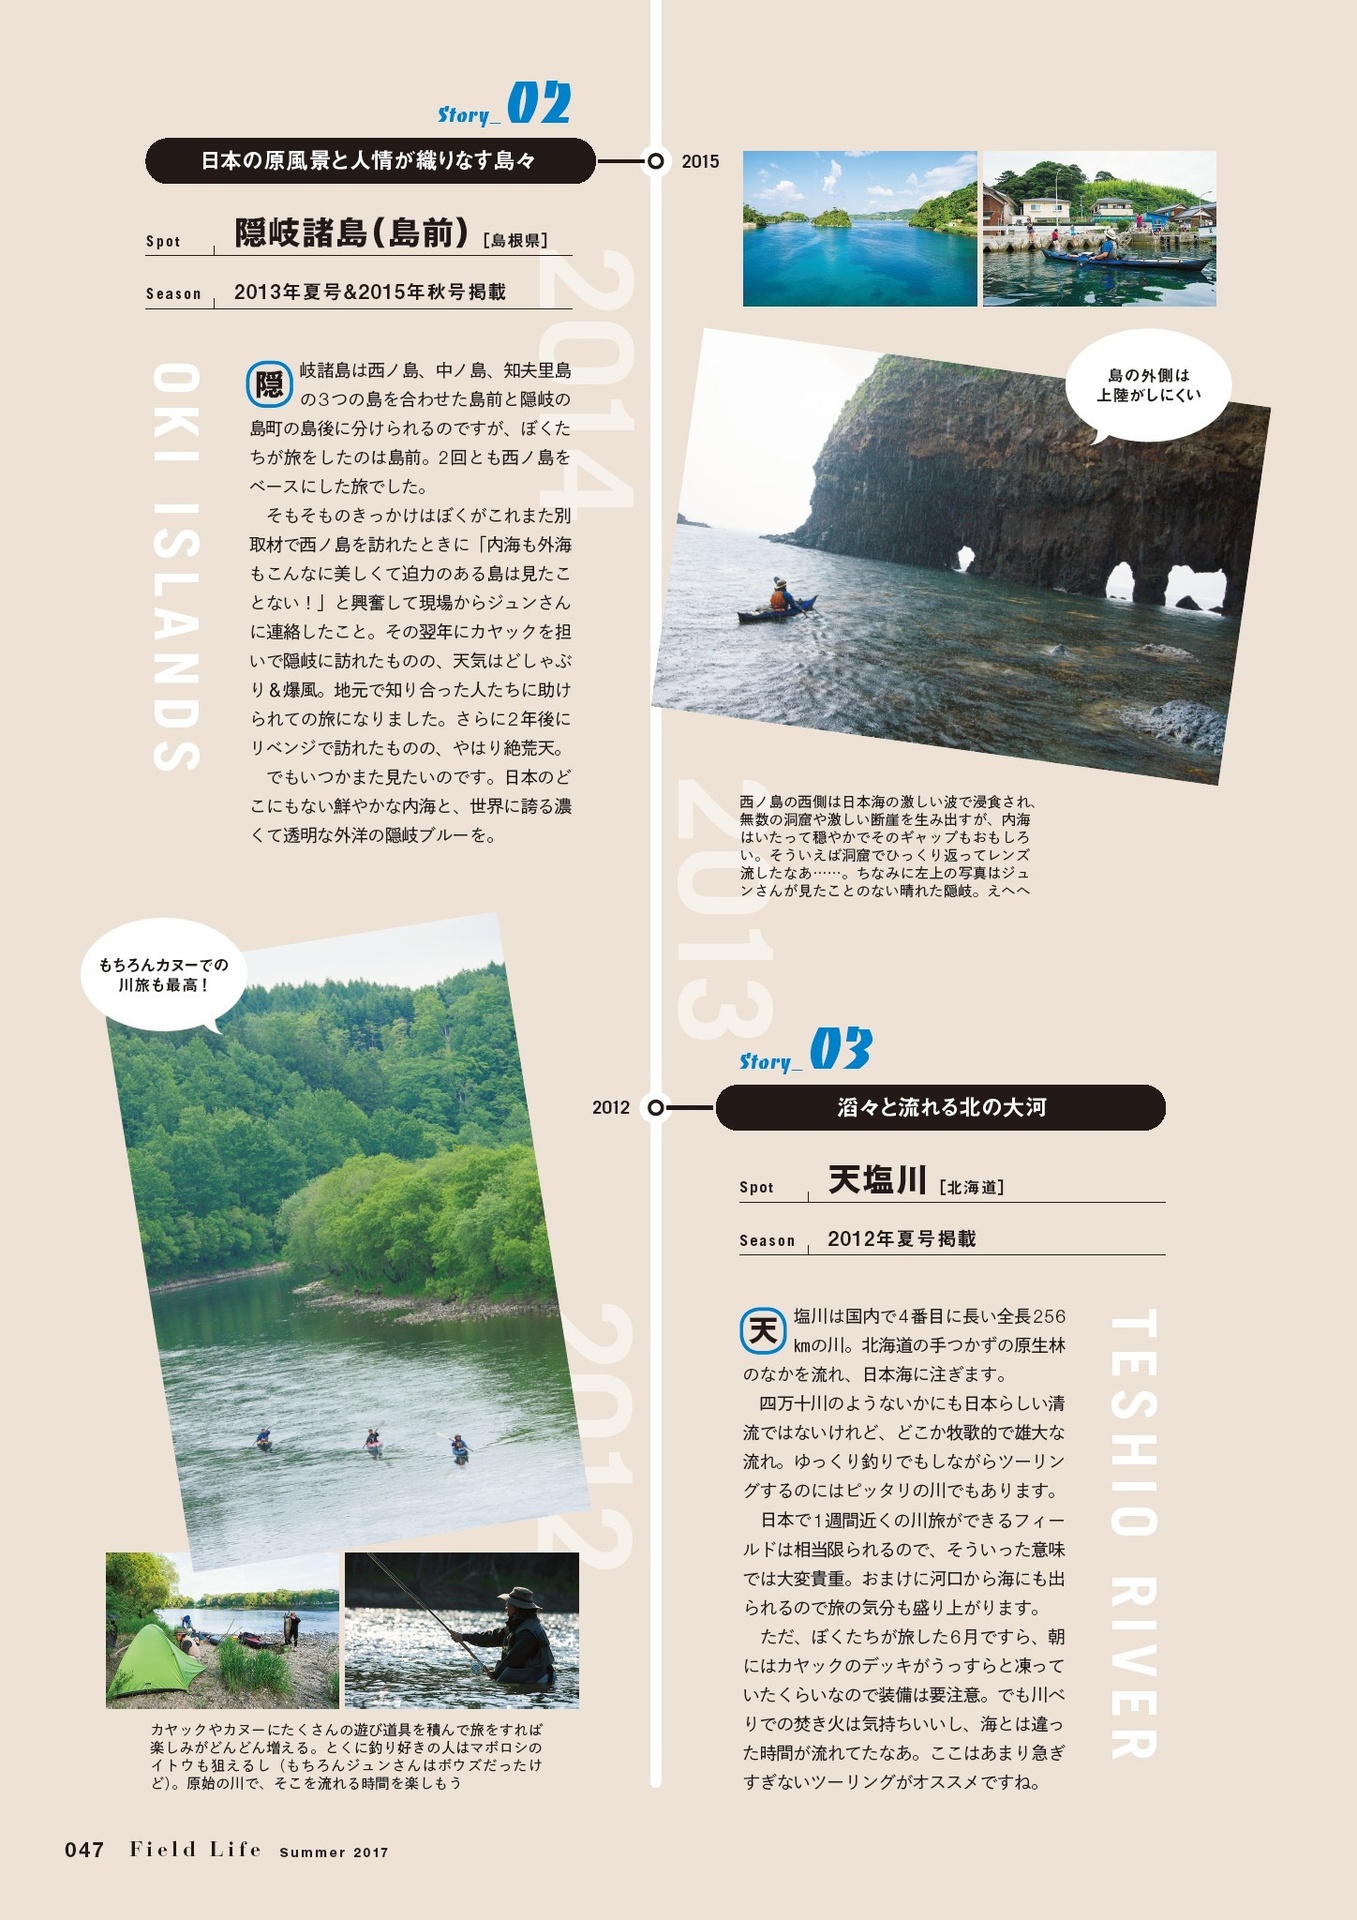 Story_02
日本の原風景と人情が織りなす島々
2015
Spot 隠岐諸島(島前)[島根県]
Season 2013年夏号&2015年秋号掲載
2014
OKI ISLANDS
隠岐諸島は西ノ島、中ノ島、知夫里島
の3つの島を合わせた島前と隠岐の
島町の島後に分けられるのですが、ぼくた
ちが旅をしたのは島前。2回とも西ノ島を
ベースにした旅でした。
　そもそものきっかけはぼくがこれまた別
取材で西ノ島を訪れたときに「内海も外海
もこんなに美しくて迫力のある島は見たこ
とない！」と興奮して現場からジュンさん
に連絡したこと。その翌年にカヤックを担
いで隠岐に訪れたものの、天気はどしゃぶ
り＆爆風。地元で知り合った人たちに助け
られての旅になりました。さらに2年後に
リベンジで訪れたものの、やはり絶荒天。
　でもいつかまた見たいのです。日本のど
こにもない鮮やかな内海と、世界に誇る濃
くて透明な外洋の隠岐ブルーを。
島の外側は
上陸がしにくい
西ノ島の西側は日本海の激しい波で浸食され、
無数の洞窟や激しい断崖を生み出すが、内海
はいたって穏やかでそのギャップもおもしろ
い。そういえば洞窟でひっくり返ってレンズ
流したなあ……。ちなみに左上の写真はジュ
ンさんが見たことのない晴れた隠岐。えへへ
2013
もちろんカヌーでの
川旅も最高！
Story_03
2012
滔々と流れる北の大河
Spot 天塩川[北海道]
Season 2012年夏号掲載
2012
TESHIO RIVER
天塩川は国内で4番目に長い全長256
kmの川。北海道の手つかずの原生林
のなかを流れ、日本海に注ぎます。
　四万十川のようないかにも日本らしい清
流ではないけれど、どこか牧歌的で雄大な
流れ。ゆっくり釣りでもしながらツーリン
グするのにはピッタリの川でもあります。
　日本で1週間近くの川旅ができるフィー
ルドは相当限られるので、そういった意味
では大変貴重。おまけに河口から海にも出
られるので旅の気分も盛り上がります。
　ただ、ぼくたちが旅した6月ですら、朝
にはカヤックのデッキがうっすらと凍って
いたくらいなので装備は要注意。でも川べ
りでの焚き火は気持ちいいし、海とは違っ
た時間が流れてたなあ。ここはあまり急ぎ
すぎないツーリングがオススメですね。
カヤックやカヌーにたくさんの遊び道具を積んで旅をすれば
楽しみがどんどん増える。とくに釣り好きの人はマボロシの
イトウも狙えるし（もちろんジュンさんはボウズだったけ
ど）。原始の川で、そこを流れる時間を楽しもう
047 Field Life Summer 2017